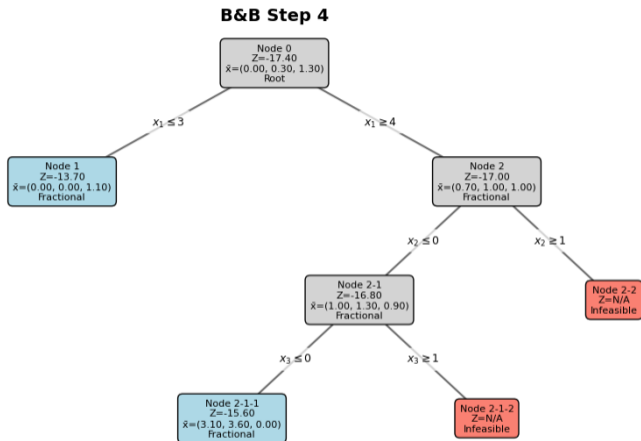 B&B Step 4
Node 0
Z=-17.40
x̄=(0.00, 0.30, 1.30)
Root
x₁ ≤ 3
x₁ ≥ 4
Node 1
Z=-13.70
x̄=(0.00, 0.00, 1.10)
Fractional
Node 2
Z=-17.00
x̄=(0.70, 1.00, 1.00)
Fractional
x₂ ≤ 0
x₂ ≥ 1
Node 2-1
Z=-16.80
x̄=(1.00, 1.30, 0.90)
Fractional
Node 2-2
Z=N/A
Infeasible
x₃ ≤ 0
x₃ ≥ 1
Node 2-1-1
Z=-15.60
x̄=(3.10, 3.60, 0.00)
Fractional
Node 2-1-2
Z=N/A
Infeasible